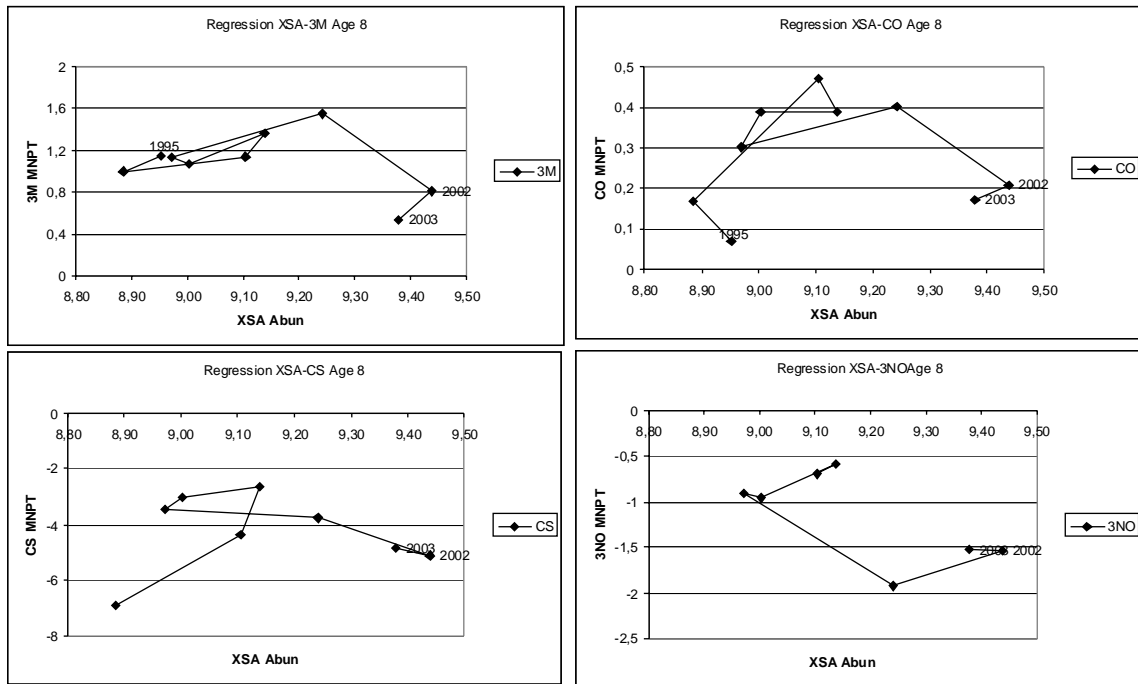 Regression XSA-3M Age 8
3M MNPT
2
1,6
1,2
0,8
0,4
0
1995
2002
2003
3M
8,80 8,90 9,00 9,10 9,20 9,30 9,40 9,50
XSA Abun
Regression XSA-CO Age 8
CO MNPT
0,5
0,4
0,3
0,2
0,1
0
1995
2002
2003
CO
8,80 8,90 9,00 9,10 9,20 9,30 9,40 9,50
XSA Abun
Regression XSA-CS Age 8
CS MNPT
0
8,80 8,90 9,00 9,10 9,20 9,30 9,40 9,50
-2
-4
-6
-8
2003
2002
CS
XSA Abun
Regression XSA-3NOAge 8
3NO MNPT
0
8,80 8,90 9,00 9,10 9,20 9,30 9,40 9,50
-0,5
-1
-1,5
-2
-2,5
2003 2002
3NO
XSA Abun